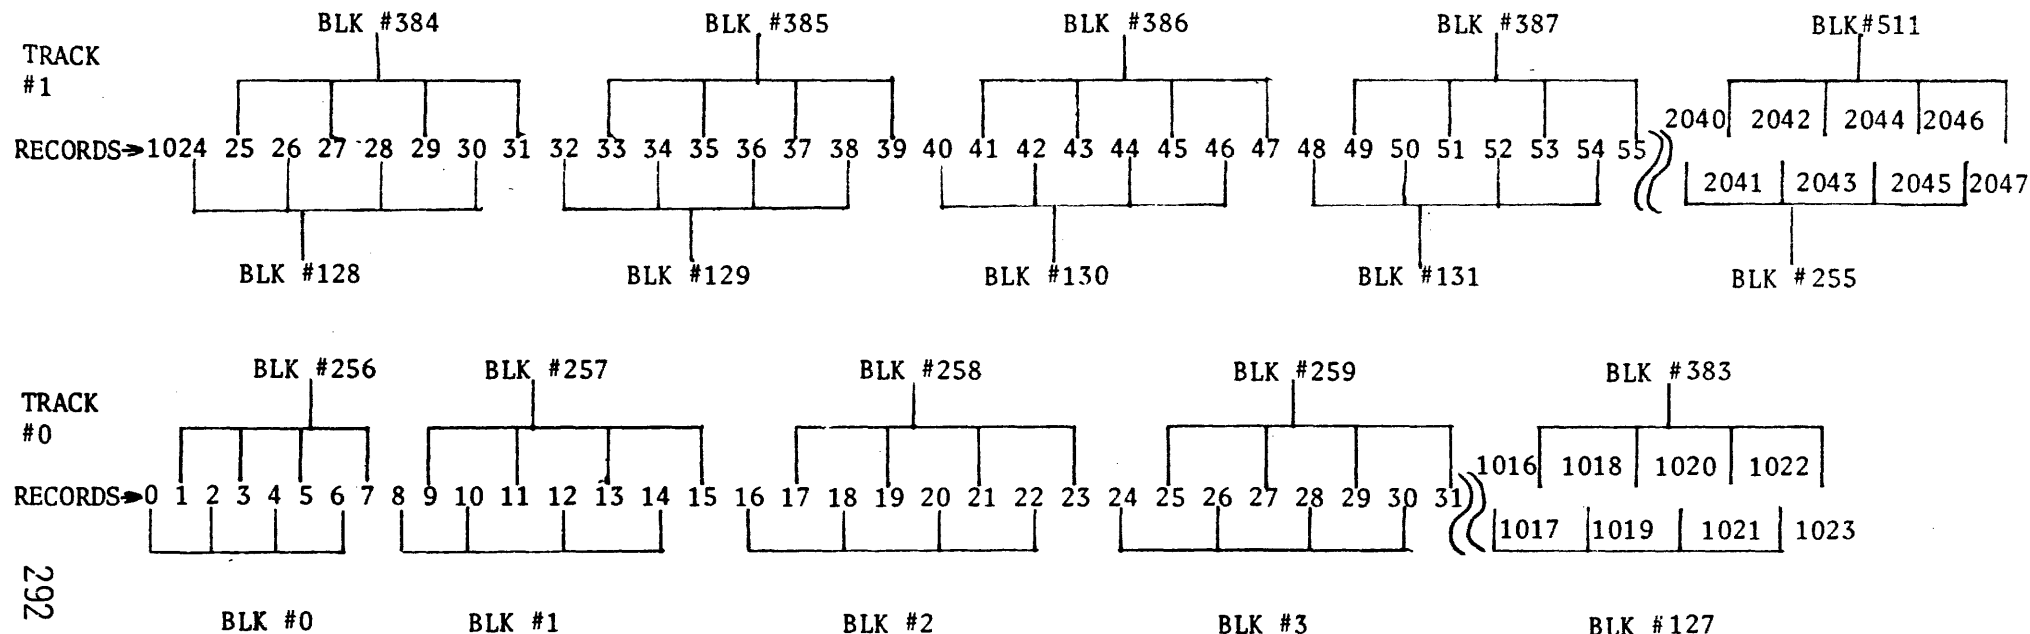 BLK #384 BLK #385 BLK #386 BLK #387 BLK#511
TRACK
#1
2040 2042 2044 2046
RECORDS→1024 25 26 27 28 29 30 31 32 33 34 35 36 37 38 39 40 41 42 43 44 45 46 47 48 49 50 51 52 53 54 55
2041 2043 2045 2047
BLK #128 BLK #129 BLK #130 BLK #131 BLK #255
BLK #256 BLK #257 BLK #258 BLK #259 BLK #383
TRACK
#0
1016 1018 1020 1022
RECORDS→0 1 2 3 4 5 6 7 8 9 10 11 12 13 14 15 16 17 18 19 20 21 22 23 24 25 26 27 28 29 30 31
1017 1019 1021 1023
292
BLK #0 BLK #1 BLK #2 BLK #3 BLK #127